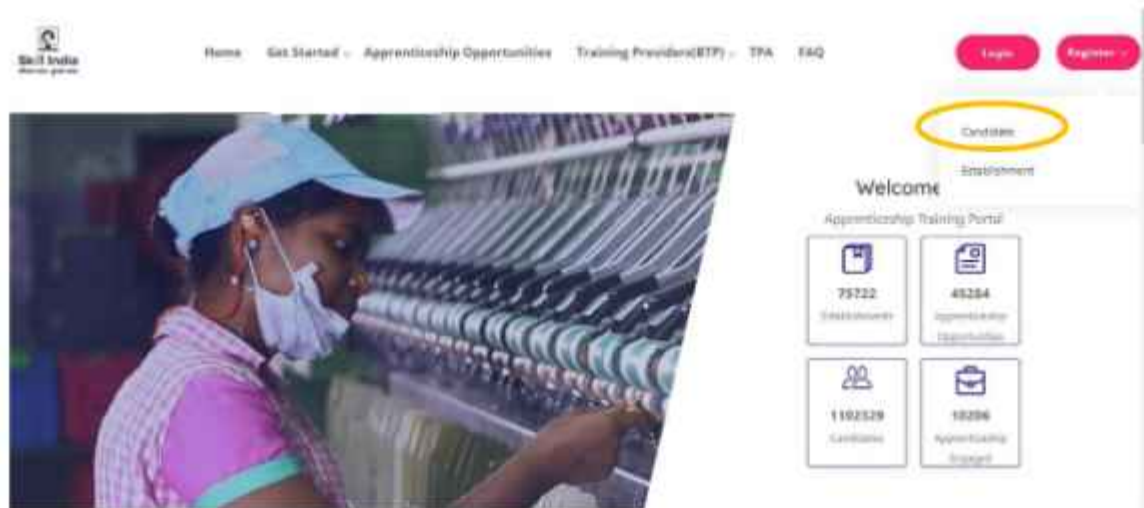 Skill India
Home Get Started Apprenticeship Opportunities Training Providers(BTP) TPA FAQ
Login Register
Candidate
Establishment
Welcome
Apprenticeship Training Portal
75722
Establishments
45284
Apprenticeship
Opportunities
1102329
Candidates
10206
Apprenticeship
Engaged